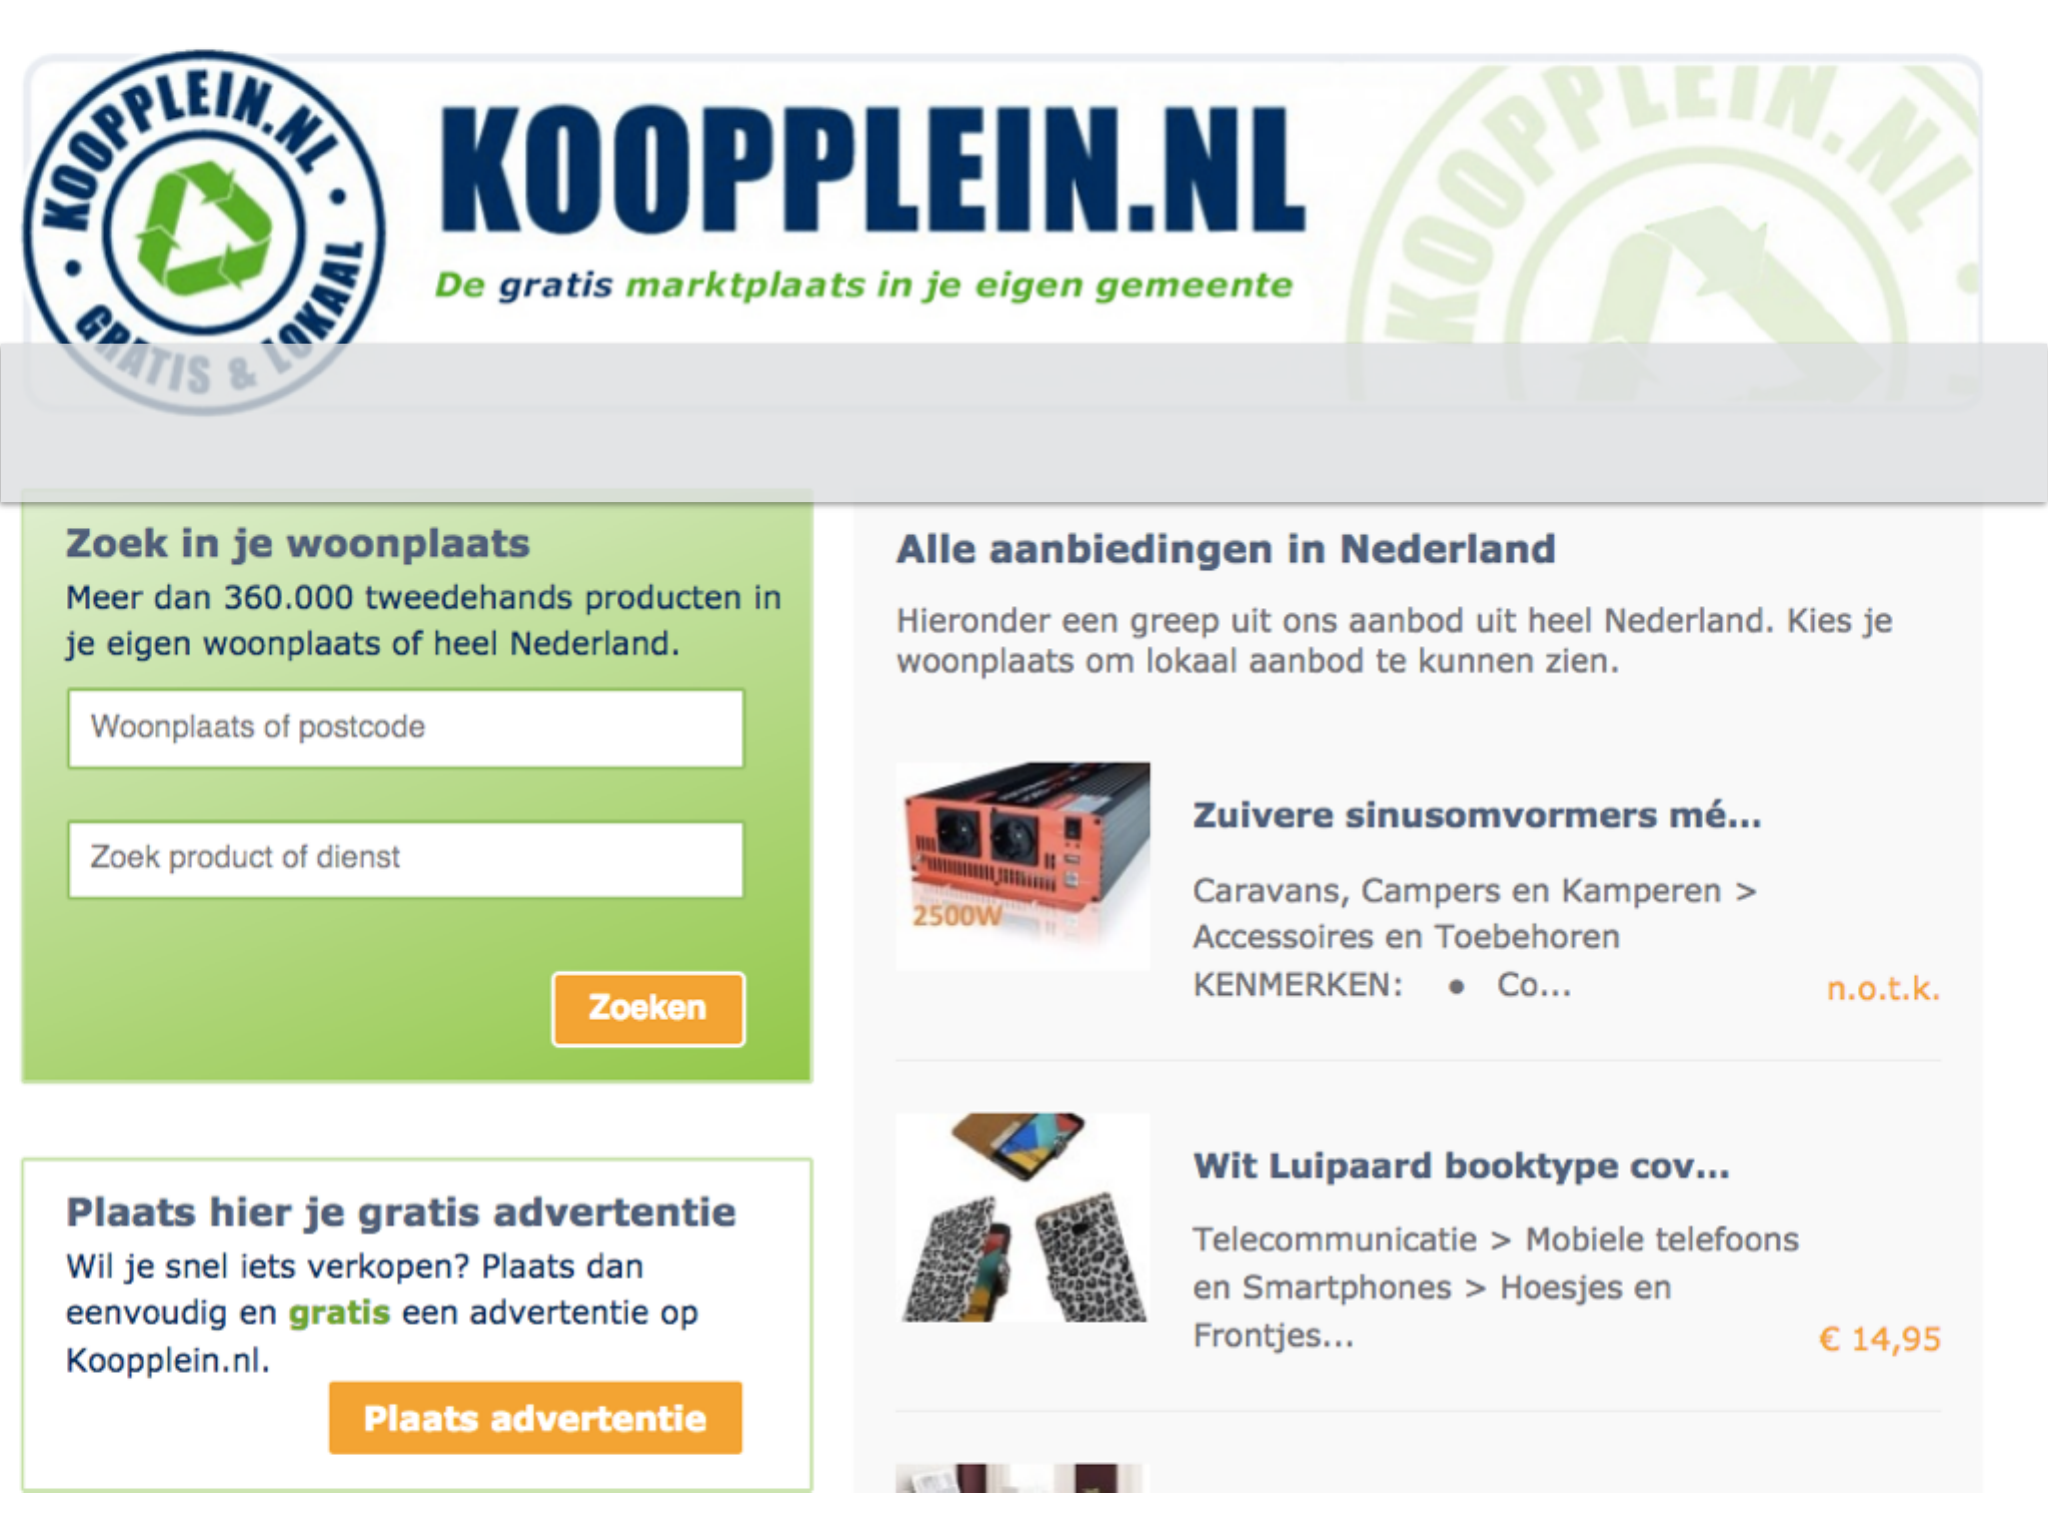 KOOPPLEIN.NL
GRATIS & LOKAAL
KOOPPLEIN.NL
De gratis marktplaats in je eigen gemeente
KOOPPLEIN.NL
Zoek in je woonplaats
Meer dan 360.000 tweedehands producten in
je eigen woonplaats of heel Nederland.
Woonplaats of postcode
Zoek product of dienst
Zoeken
Plaats hier je gratis advertentie
Wil je snel iets verkopen? Plaats dan
eenvoudig en gratis een advertentie op
Koopplein.nl.
Plaats advertentie
Alle aanbiedingen in Nederland
Hieronder een greep uit ons aanbod uit heel Nederland. Kies je
woonplaats om lokaal aanbod te kunnen zien.
2500W
Zuivere sinusomvormers mé...
Caravans, Campers en Kamperen >
Accessoires en Toebehoren
KENMERKEN: • Co...
n.o.t.k.
Wit Luipaard booktype cov...
Telecommunicatie > Mobiele telefoons
en Smartphones > Hoesjes en
Frontjes...
€ 14,95